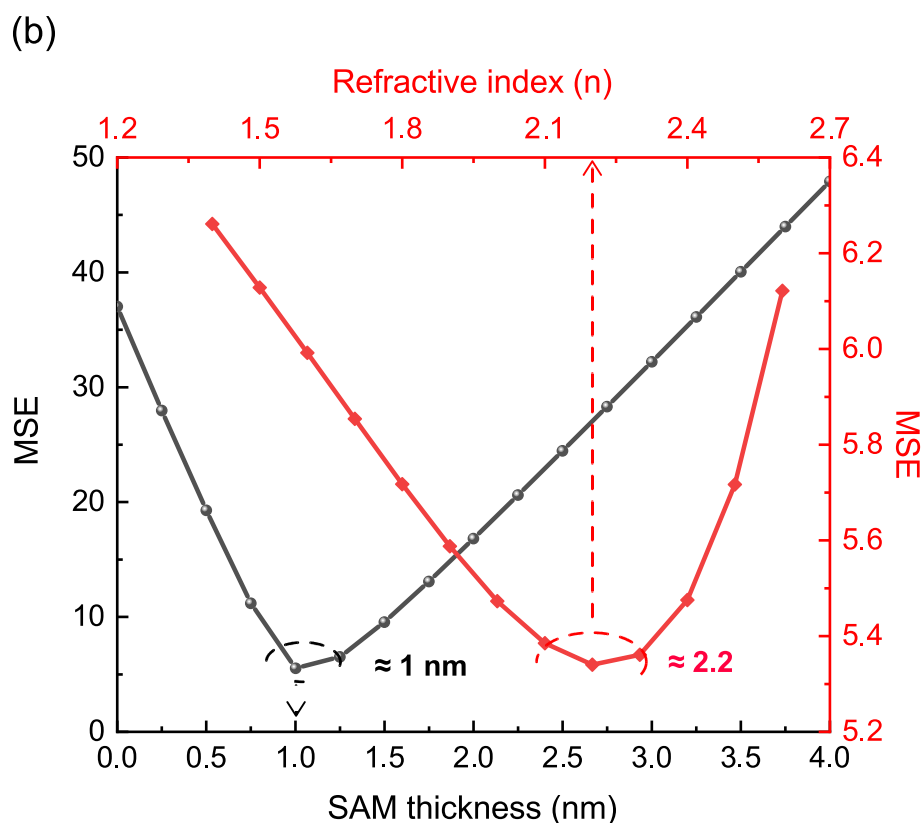 (b)
Refractive index (n)
1.2 1.5 1.8 2.1 2.4 2.7
50 6.4
6.2
40
6.0
30
MSE
5.8
MSE
20
5.6
10
5.4
≈ 1 nm ≈ 2.2
0 5.2
0.0 0.5 1.0 1.5 2.0 2.5 3.0 3.5 4.0
SAM thickness (nm)